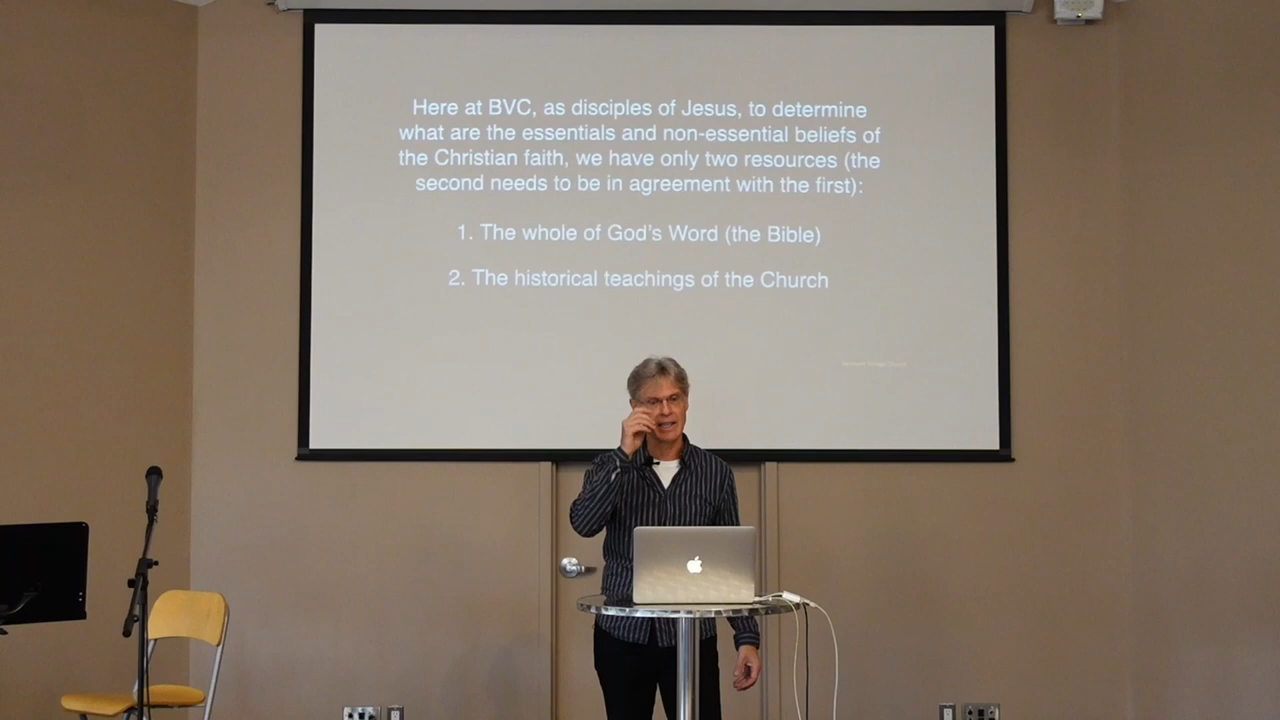 Here at BVC, as disciples of Jesus, to determine
what are the essentials and non-essential beliefs of
the Christian faith, we have only two resources (the
second needs to be in agreement with the first):
1. The whole of God's Word (the Bible)
2. The historical teachings of the Church